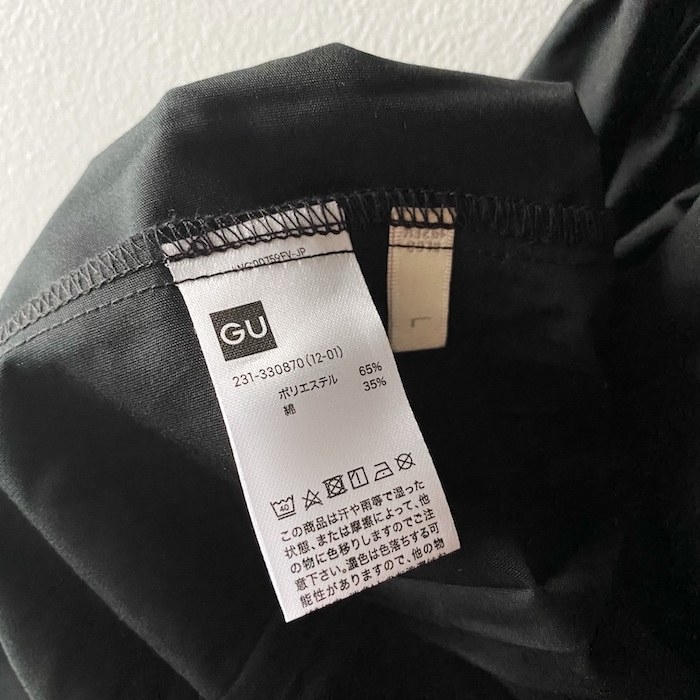 GU
231-330870(12-01)
ポリエステル 65%
綿 35%
40
この商品は汗や雨等で湿った
状態、または摩擦によって、他
の物に色移りしますのでご注
意下さい。濃色は色落ちする可
能性がありますので、他の物
L